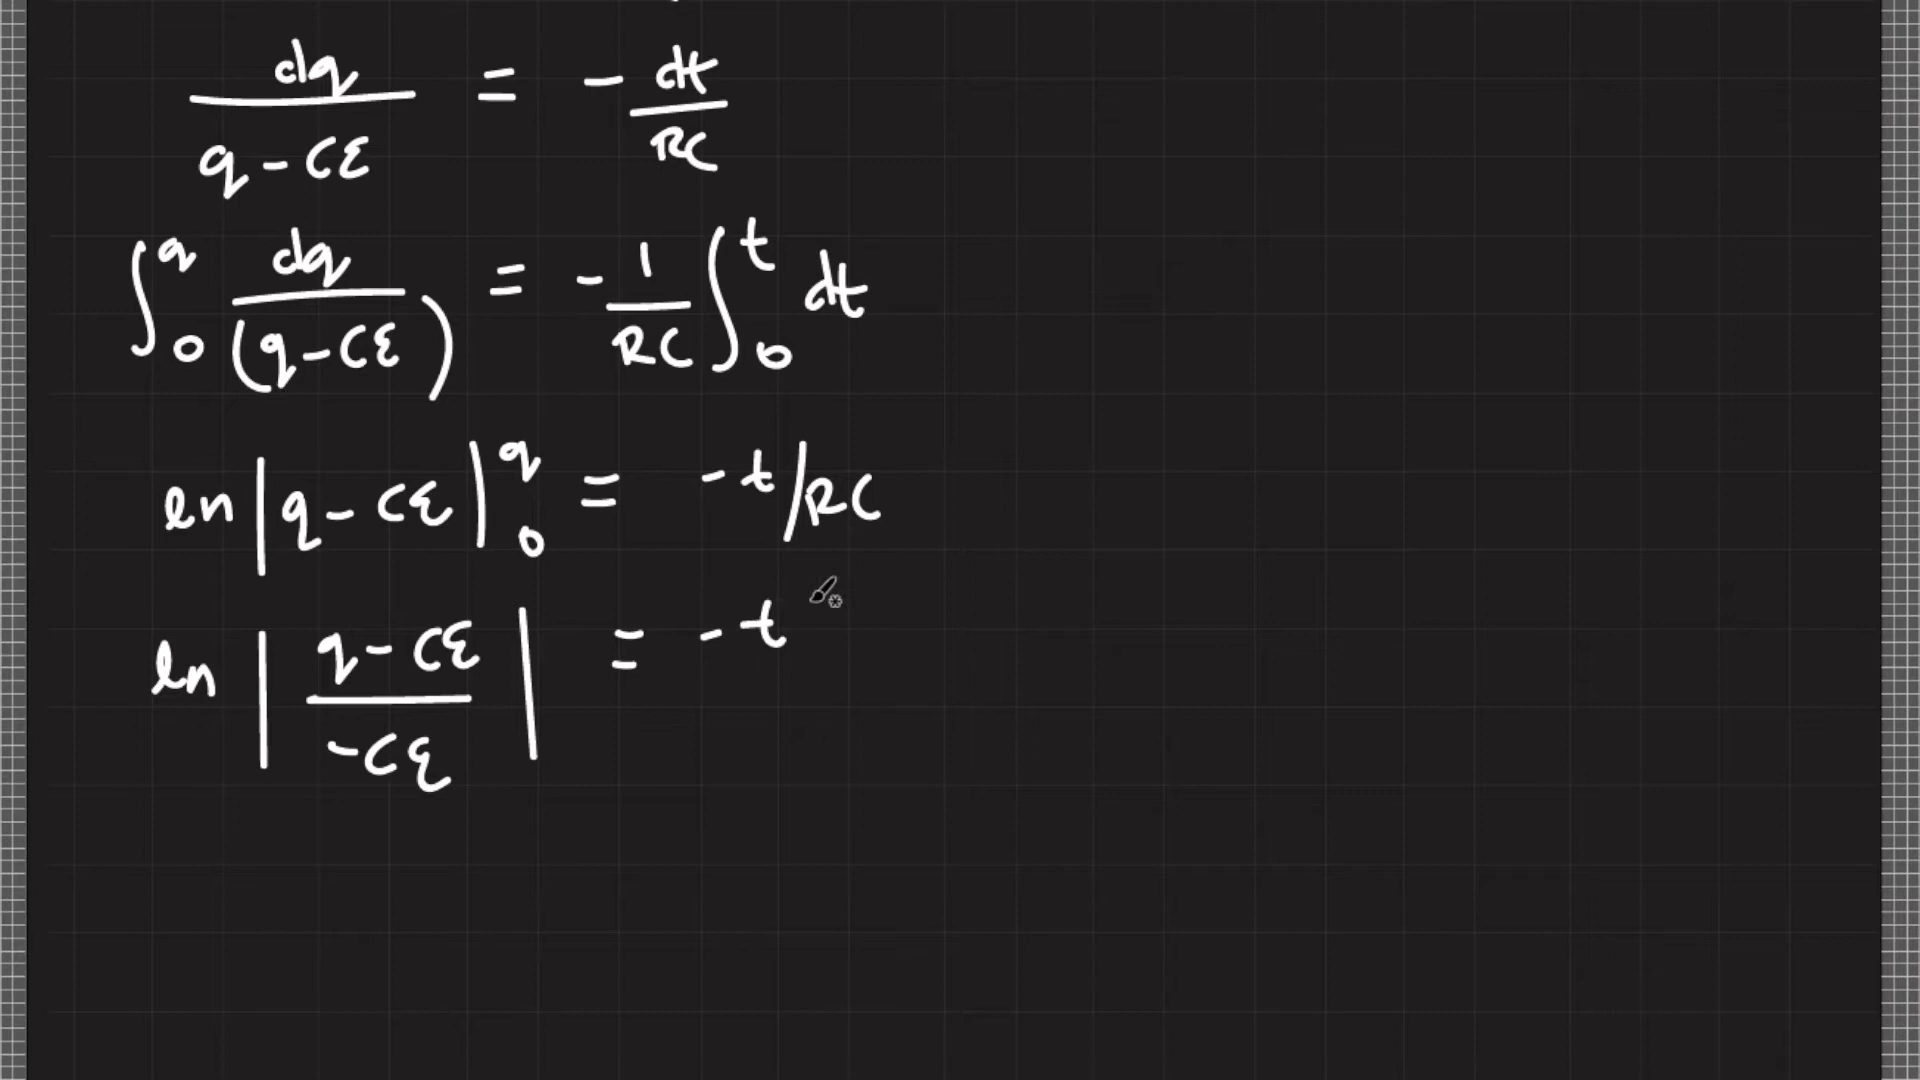 dq/(q - Cε) = - dt/RC
∫₀^q dq/(q - Cε) = - 1/RC ∫₀^t dt
ln|q - Cε||₀^q = -t/RC
ln|(q - Cε)/(-Cε)| = -t